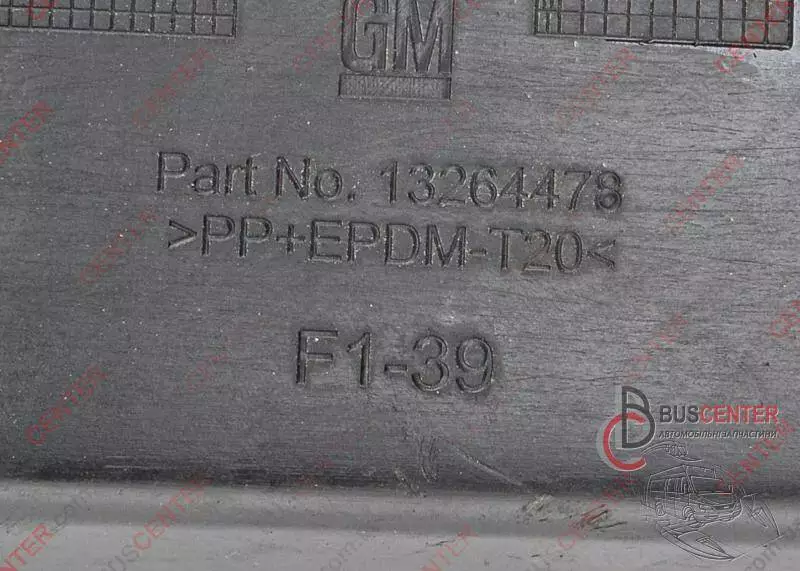 GM
Part No. 13264478
>PP+EPDM-T20<
F1-39
BUSCENTER
АВТОМОБІЛЬНІ ЗАПЧАСТИНИ